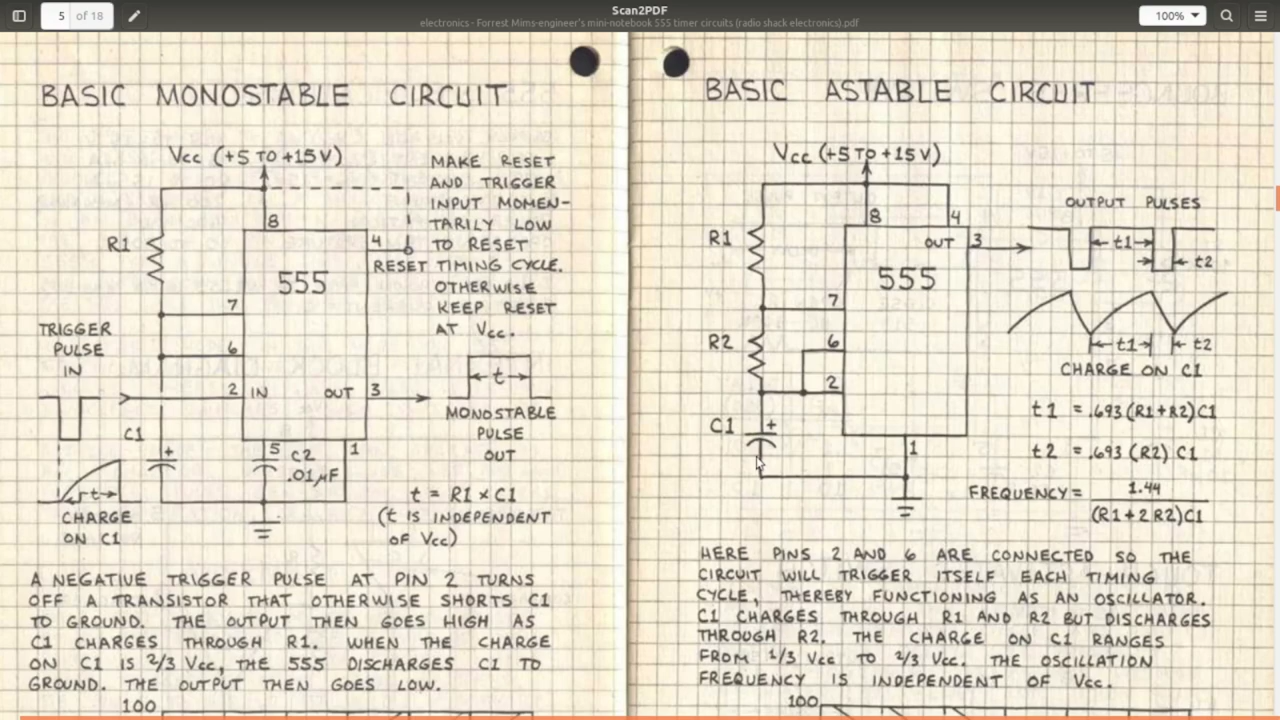 Scan2PDF
electronics - Forrest Mims-engineer's mini-notebook 555 timer circuits (radio shack electronics).pdf
5 of 18
100%
BASIC MONOSTABLE CIRCUIT
Vcc (+5 TO +15V)
MAKE RESET
AND TRIGGER
INPUT MOMEN-
TARILY LOW
TO RESET
TIMING CYCLE.
OTHERWISE
KEEP RESET
AT Vcc.
R1
8
4
RESET
555
7
6
TRIGGER
PULSE
IN
2 IN
OUT 3
t
MONOSTABLE
PULSE
OUT
C1
+
5
C2
.01µF
1
t
CHARGE
ON C1
t = R1 x C1
(t IS INDEPENDENT
OF Vcc)
A NEGATIVE TRIGGER PULSE AT PIN 2 TURNS
OFF A TRANSISTOR THAT OTHERWISE SHORTS C1
TO GROUND. THE OUTPUT THEN GOES HIGH AS
C1 CHARGES THROUGH R1. WHEN THE CHARGE
ON C1 IS 2/3 Vcc, THE 555 DISCHARGES C1 TO
GROUND. THE OUTPUT THEN GOES LOW.
100
BASIC ASTABLE CIRCUIT
Vcc (+5 TO +15V)
8
4
R1
OUT 3
555
7
R2
6
2
C1
+
1
OUTPUT PULSES
t1
t2
t1
t2
CHARGE ON C1
t1 = .693 (R1+R2) C1
t2 = .693 (R2) C1
FREQUENCY = 1.44
(R1+2R2)C1
HERE PINS 2 AND 6 ARE CONNECTED SO THE
CIRCUIT WILL TRIGGER ITSELF EACH TIMING
CYCLE, THEREBY FUNCTIONING AS AN OSCILLATOR.
C1 CHARGES THROUGH R1 AND R2 BUT DISCHARGES
THROUGH R2. THE CHARGE ON C1 RANGES
FROM 1/3 Vcc TO 2/3 Vcc. THE OSCILLATION
FREQUENCY IS INDEPENDENT OF Vcc.
100